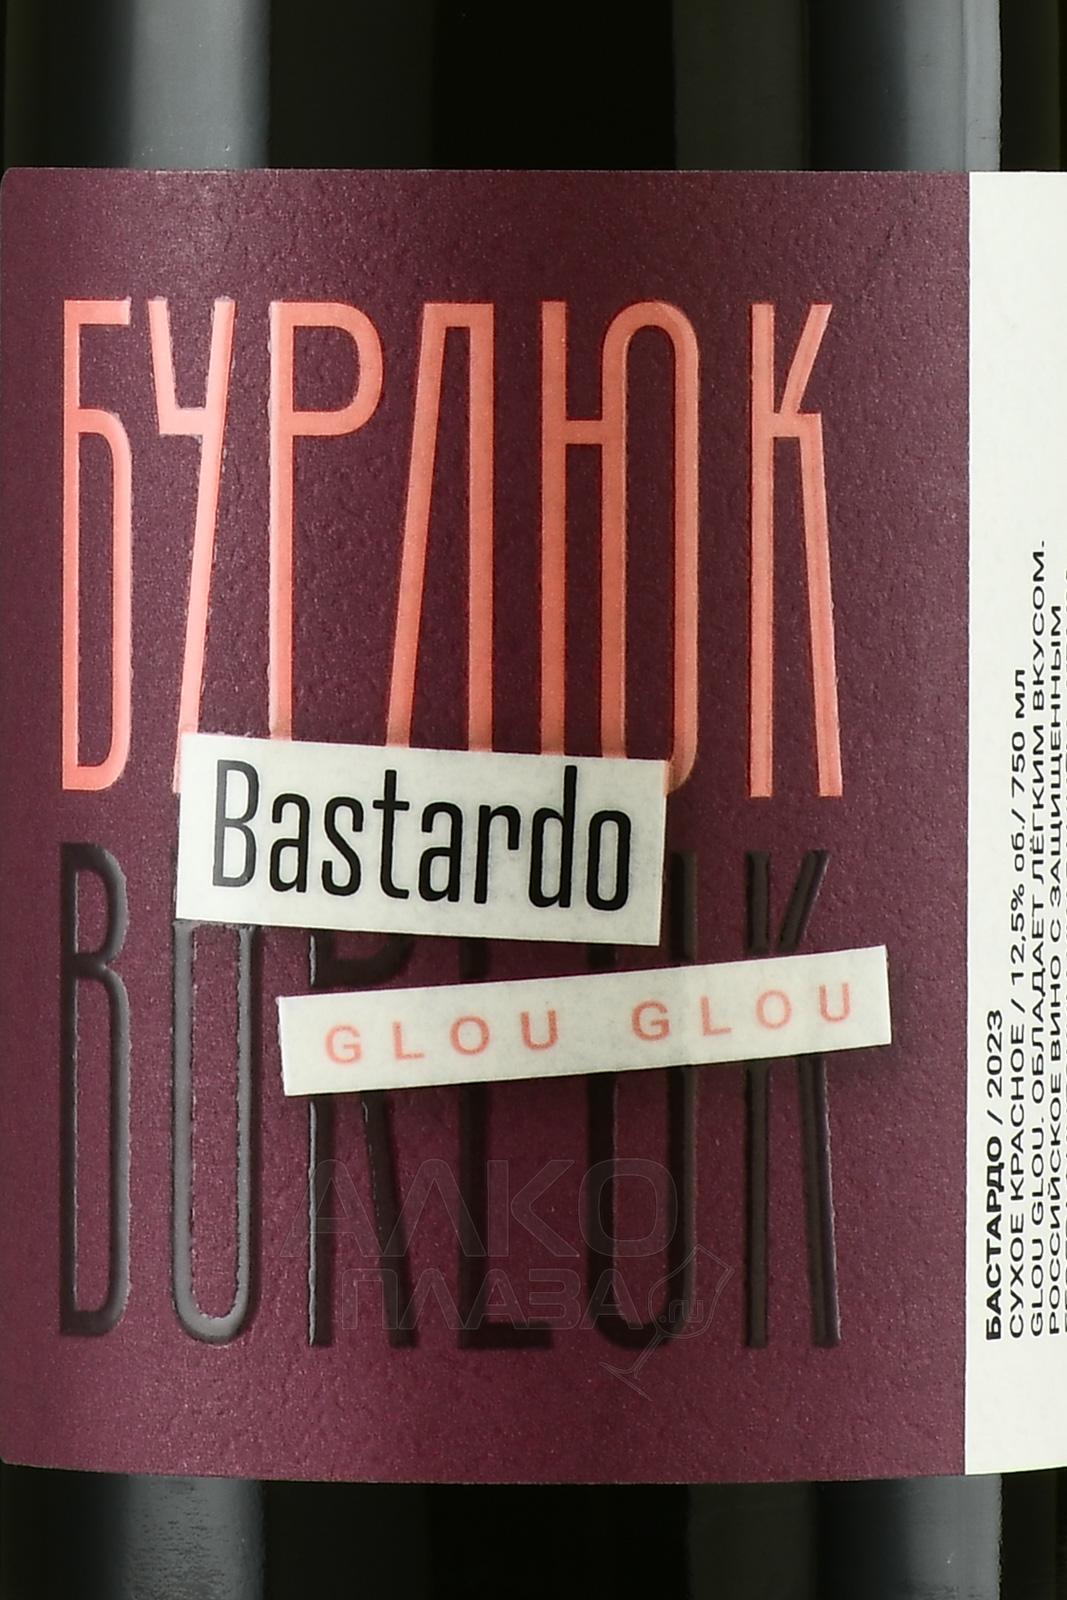 БУРЛЮК
Bastardo
BURLUK
GLOU GLOU
БАСТАРДО / 2023
СУХОЕ КРАСНОЕ / 12,5% об./ 750 мл
GLOU GLOU. ОБЛАДАЕТ ЛЁГКИМ ВКУСОМ.
РОССИЙСКОЕ ВИНО С ЗАЩИЩЕННЫМ
АЛКО
ПЛАЗА.ru